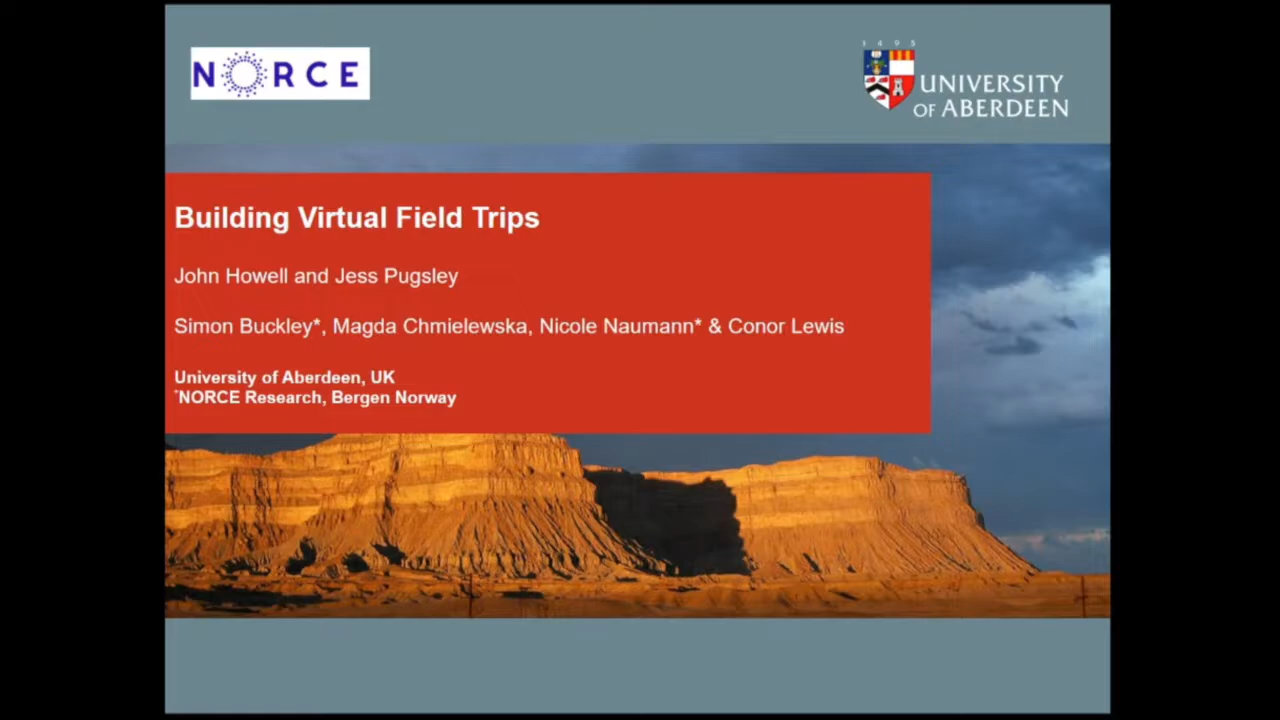 NORCE
1495
UNIVERSITY
OF ABERDEEN
Building Virtual Field Trips
John Howell and Jess Pugsley
Simon Buckley*, Magda Chmielewska, Nicole Naumann* & Conor Lewis
University of Aberdeen, UK
*NORCE Research, Bergen Norway